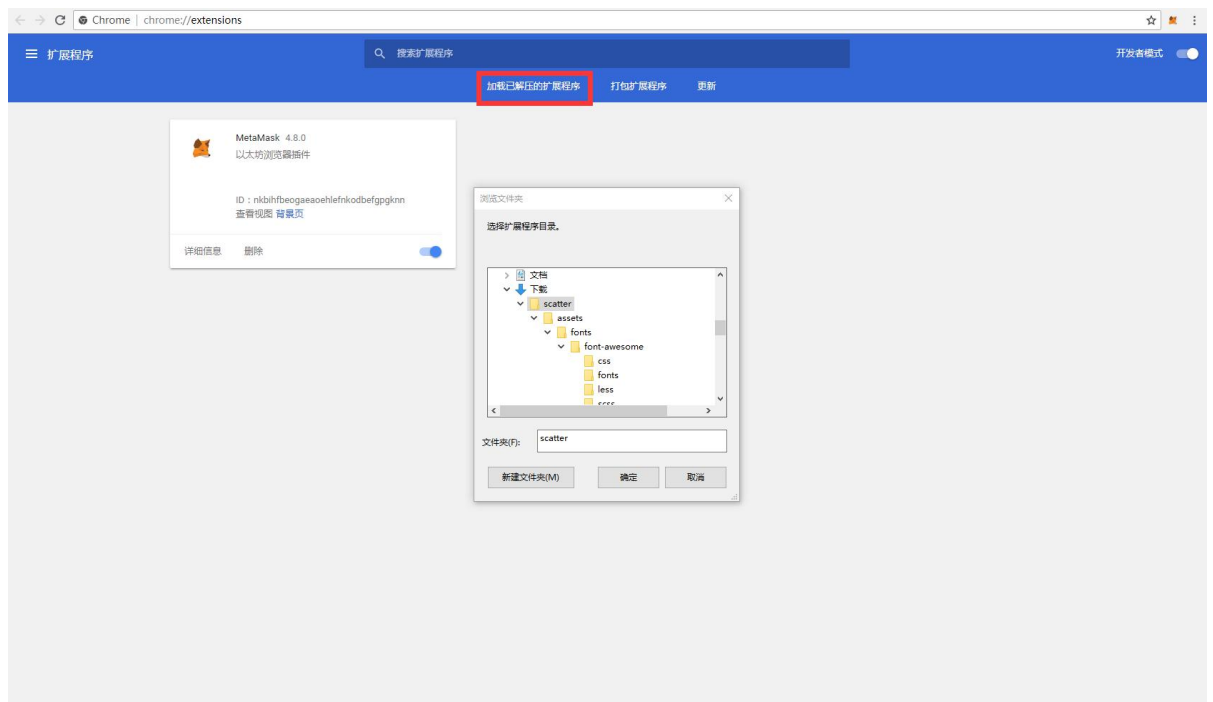 Chrome | chrome://extensions
扩展程序
搜索扩展程序
开发者模式
加载已解压的扩展程序 打包扩展程序 更新
MetaMask 4.8.0
以太坊浏览器插件
ID：nkbihfbeogaeaoehlefnkodbefgpgknn
查看视图 背景页
详细信息 删除
浏览文件夹
选择扩展程序目录。
文档
下载
scatter
assets
fonts
font-awesome
css
fonts
less
scss
文件夹(F): scatter
新建文件夹(M) 确定 取消